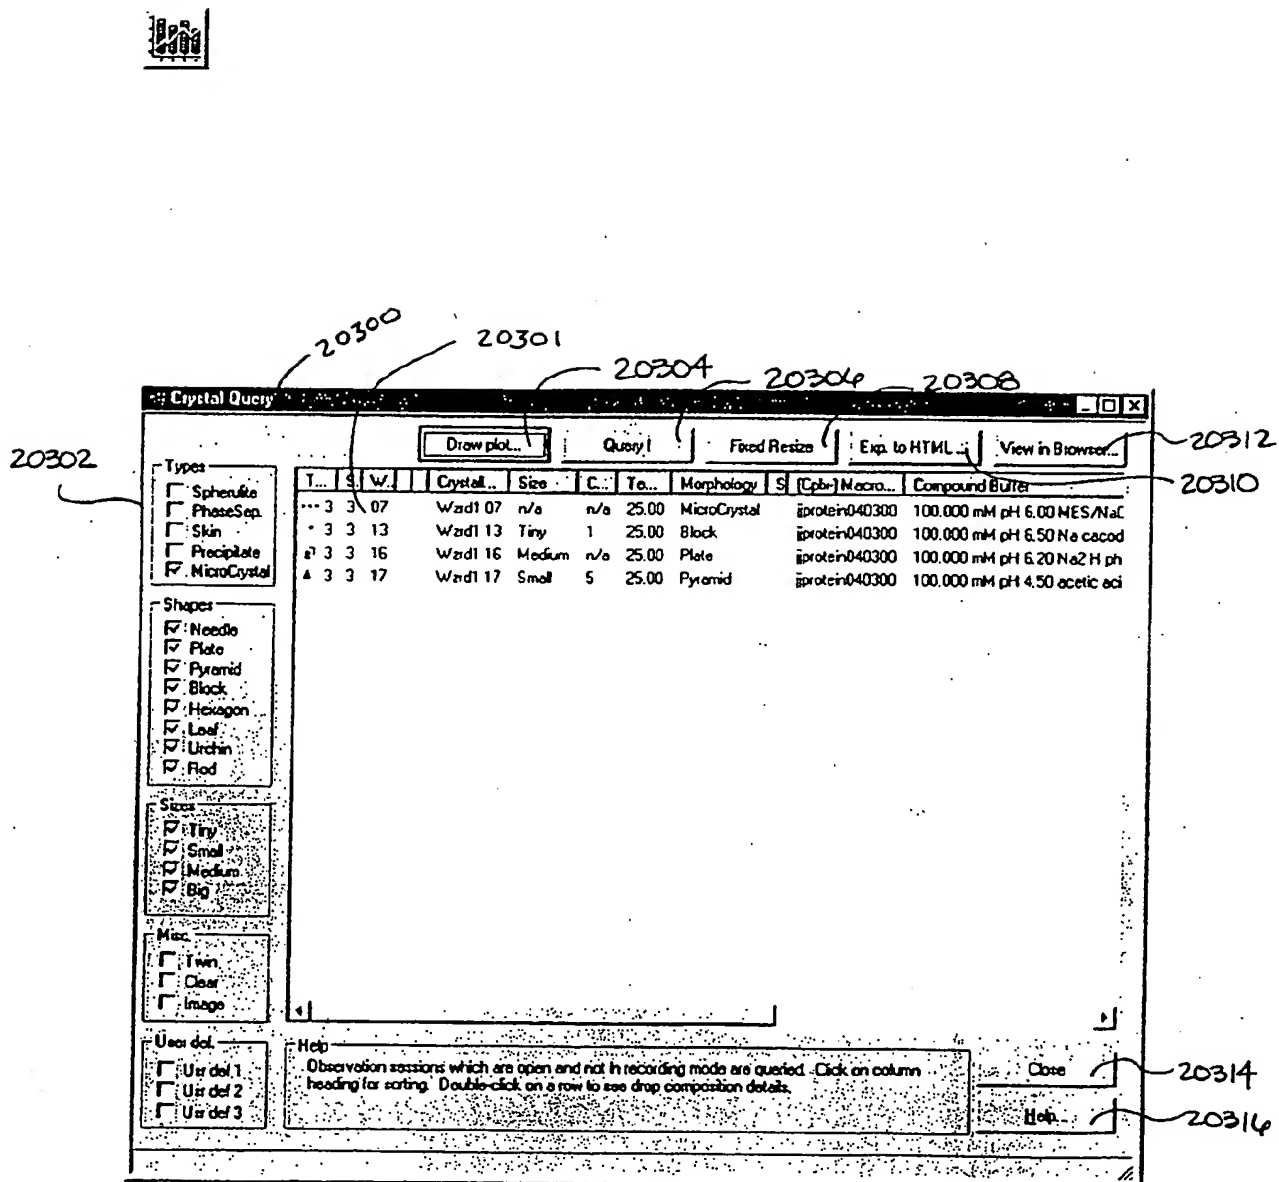 20300
20301
20304
20306
20308
Crystal Query
Draw plot... Query! Fixed Resize Exp. to HTML... View in Browser...
20312
20302
20310
Types
Spherulite
PhaseSep.
Skin
Precipitate
MicroCrystal
T... S. W. Crystal... Size C... Te... Morphology S [Cpbr] Macro... Compound Buffer
3 3 07 Wzrd1 07 n/a n/a 25.00 MicroCrystal jjprotein040300 100.000 mM pH 6.00 MES/NaC
3 3 13 Wzrd1 13 Tiny 1 25.00 Block jjprotein040300 100.000 mM pH 6.50 Na cacod
3 3 16 Wzrd1 16 Medium n/a 25.00 Plate jjprotein040300 100.000 mM pH 6.20 Na2 H ph
3 3 17 Wzrd1 17 Small 5 25.00 Pyramid jjprotein040300 100.000 mM pH 4.50 acetic aci
Shapes
Needle
Plate
Pyramid
Block
Hexagon
Leaf
Urchin
Rod
Sizes
Tiny
Small
Medium
Big
Misc.
Twin
Clear
Image
User def.
Usr def 1
Usr def 2
Usr def 3
Help
Observation sessions which are open and not in recording mode are queried. Click on column
heading for sorting. Double-click on a row to see drop composition details.
Close
20314
Help...
20316